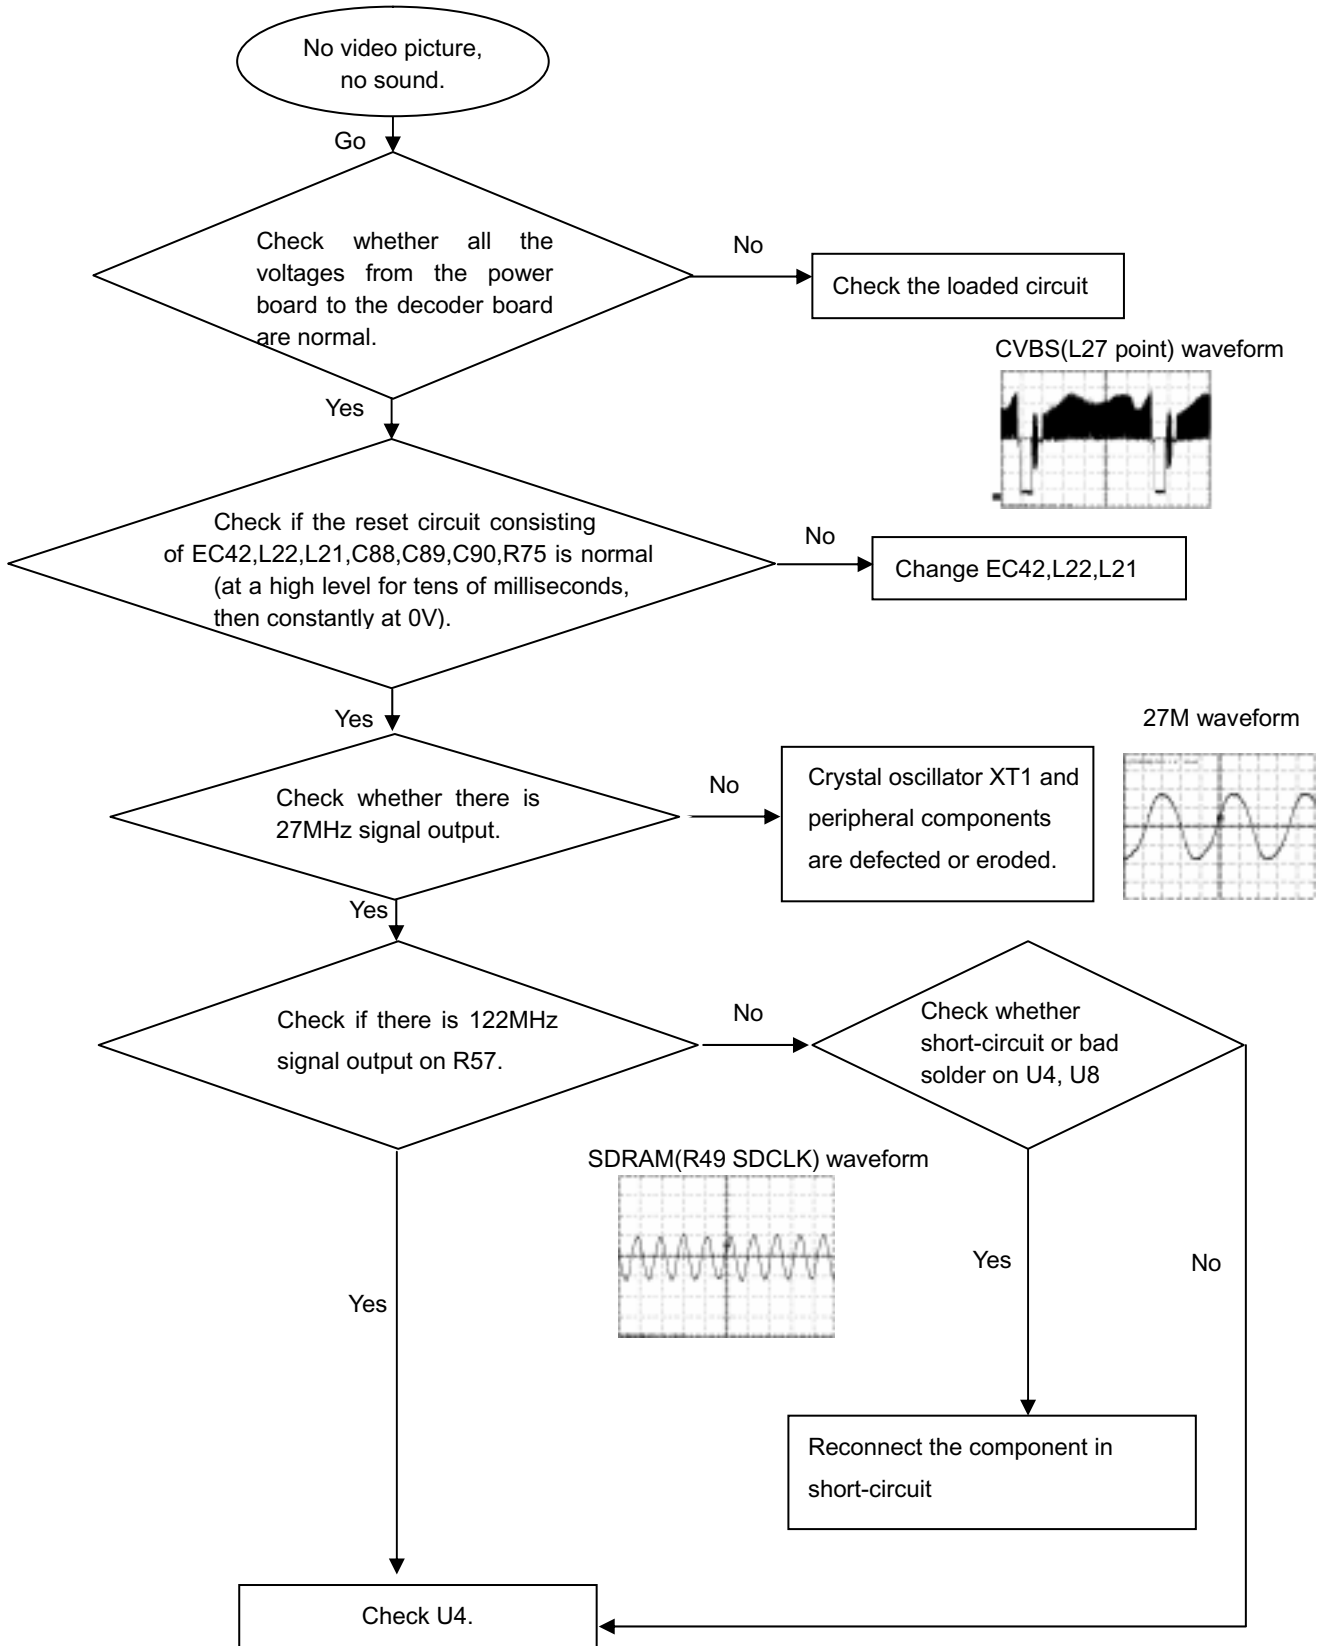 No video picture,
no sound.
Go
Check whether all the
voltages from the power
board to the decoder board
are normal.
No
Check the loaded circuit
CVBS(L27 point) waveform
Yes
Check if the reset circuit consisting
of EC42,L22,L21,C88,C89,C90,R75 is normal
(at a high level for tens of milliseconds,
then constantly at 0V).
No
Change EC42,L22,L21
Yes
27M waveform
Check whether there is
27MHz signal output.
No
Crystal oscillator XT1 and
peripheral components
are defected or eroded.
Yes
Check if there is 122MHz
signal output on R57.
No
Check whether
short-circuit or bad
solder on U4, U8
SDRAM(R49 SDCLK) waveform
Yes
No
Yes
Reconnect the component in
short-circuit
Check U4.